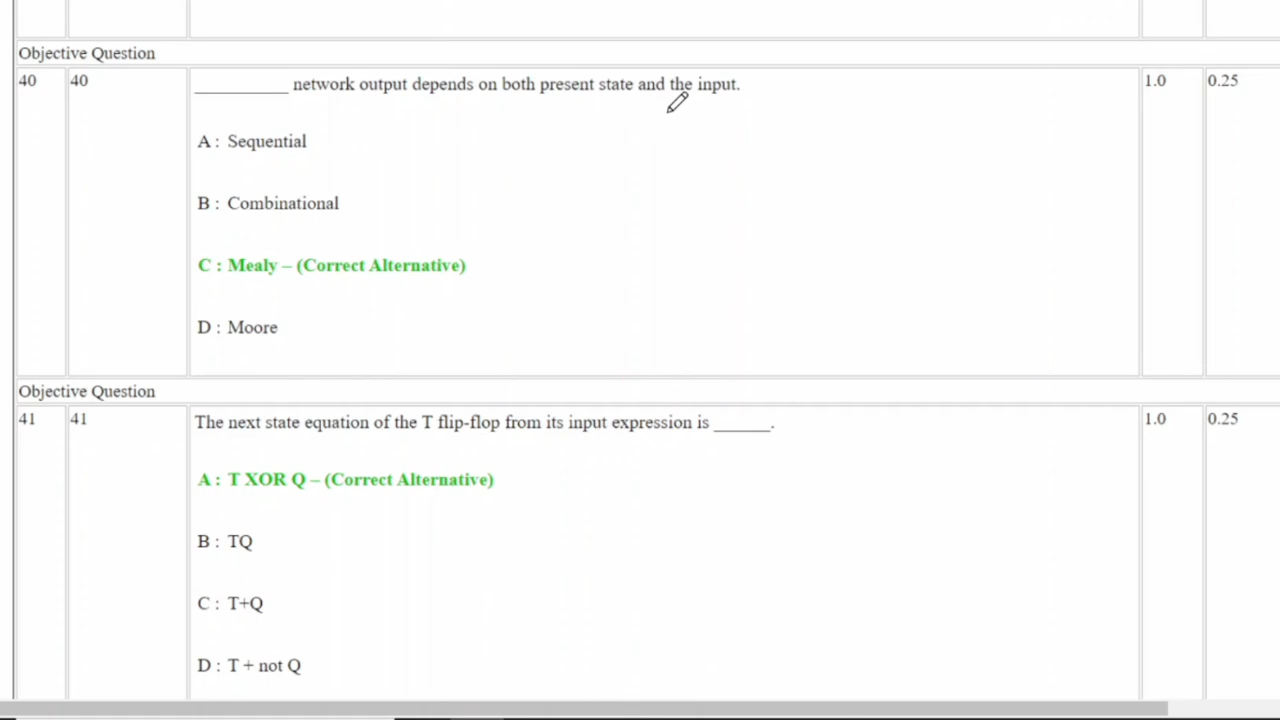 Objective Question
40 40 __________ network output depends on both present state and the input. 1.0 0.25
A : Sequential
B : Combinational
C : Mealy – (Correct Alternative)
D : Moore
Objective Question
41 41 The next state equation of the T flip-flop from its input expression is ______. 1.0 0.25
A : T XOR Q – (Correct Alternative)
B : TQ
C : T+Q
D : T + not Q